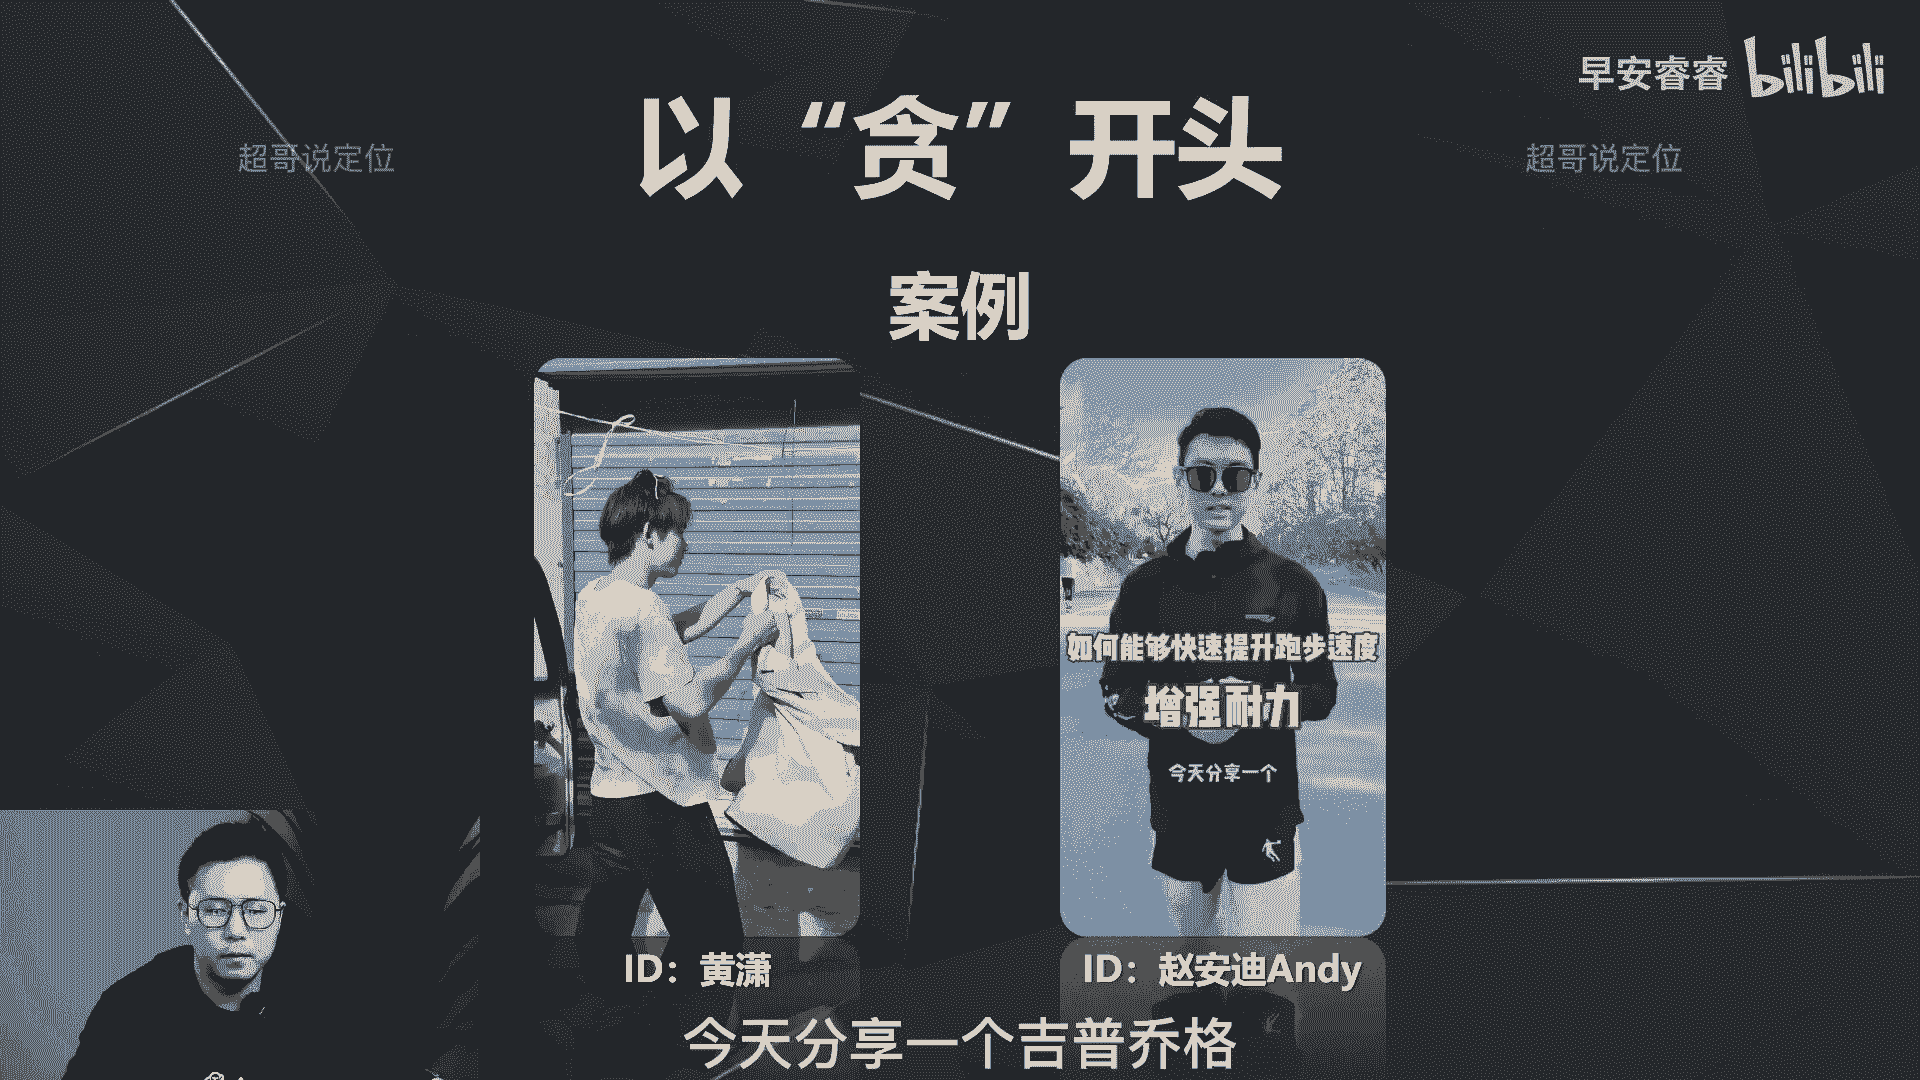 早安睿睿 bilibili
以“贪”开头
超哥说定位
超哥说定位
案例
如何能够快速提升跑步速度
增强耐力
今天分享一个
ID：黄潇
ID：赵安迪Andy
今天分享一个吉普乔格